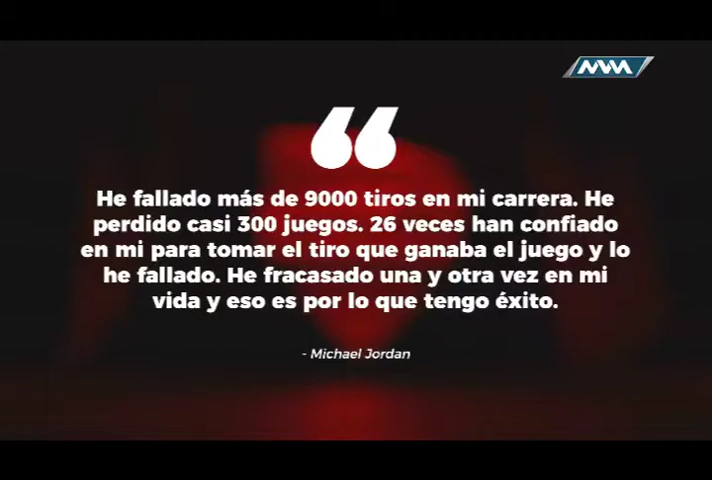 MVM
“
He fallado más de 9000 tiros en mi carrera. He
perdido casi 300 juegos. 26 veces han confiado
en mi para tomar el tiro que ganaba el juego y lo
he fallado. He fracasado una y otra vez en mi
vida y eso es por lo que tengo éxito.
- Michael Jordan